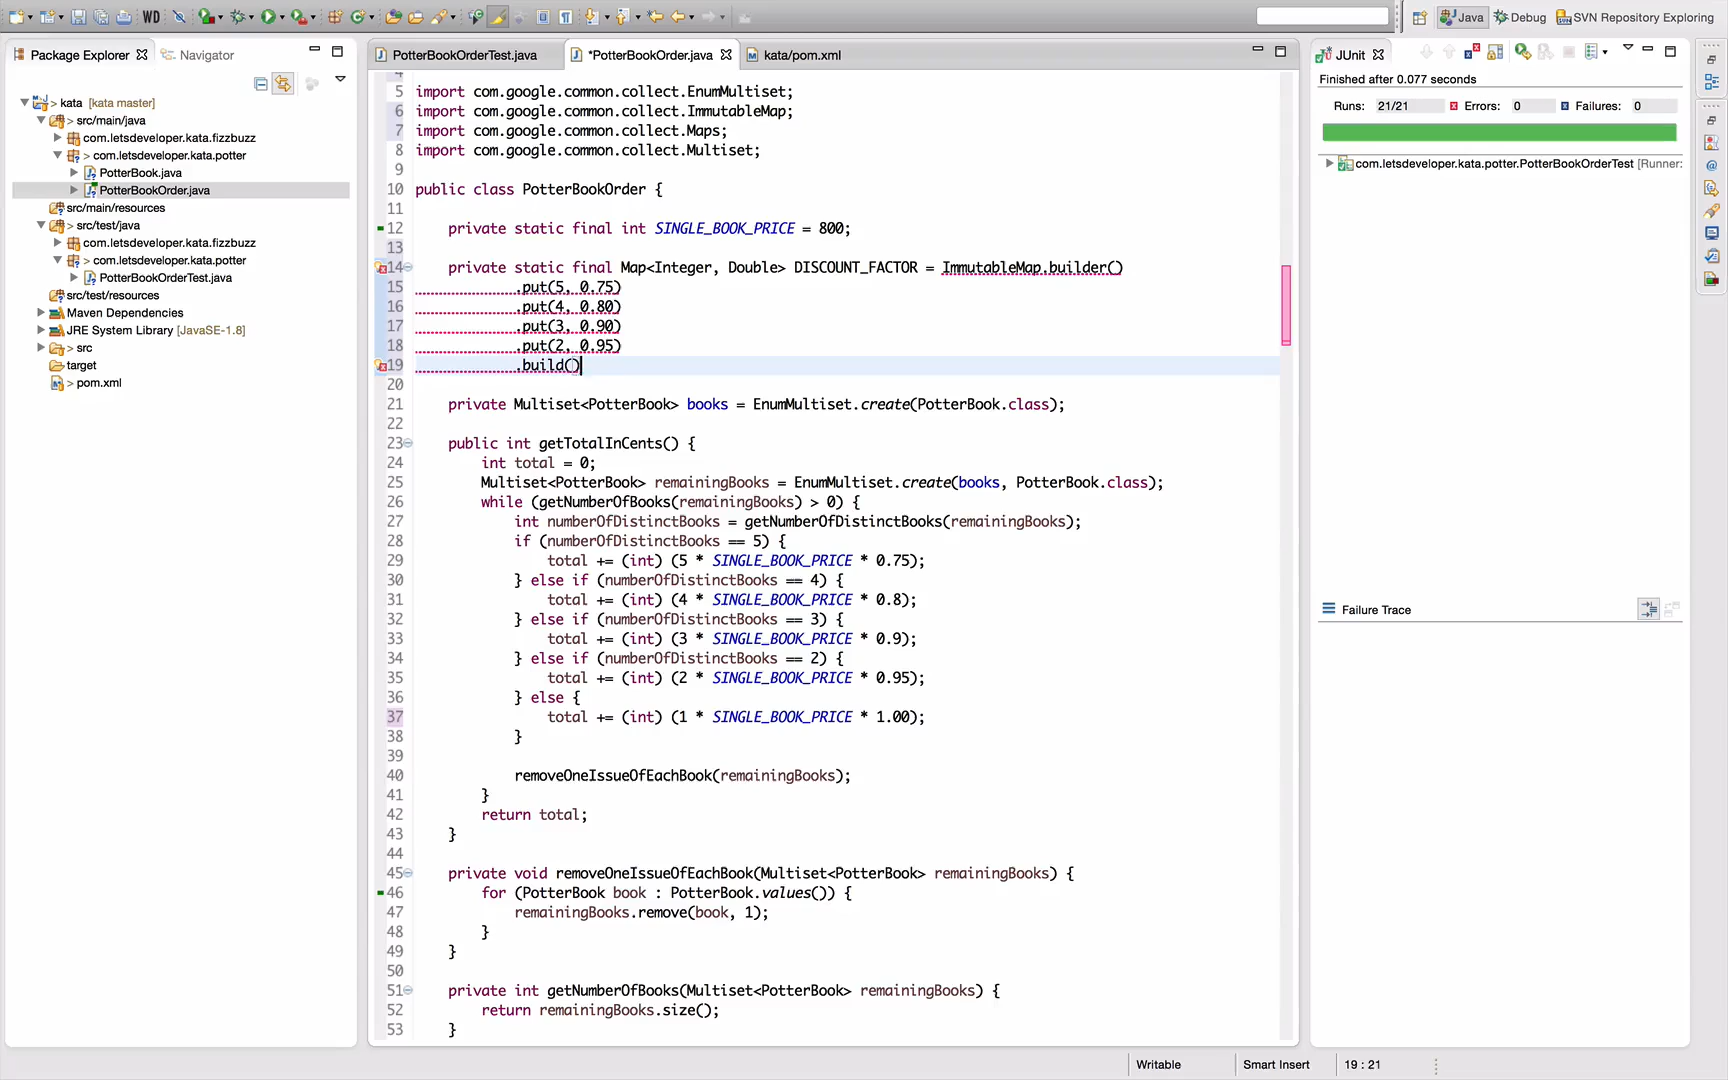 WD
Java
Debug
SVN Repository Exploring
Package Explorer
Navigator
> kata [kata master]
> src/main/java
com.letsdeveloper.kata.fizzbuzz
> com.letsdeveloper.kata.potter
PotterBook.java
PotterBookOrder.java
src/main/resources
> src/test/java
com.letsdeveloper.kata.fizzbuzz
> com.letsdeveloper.kata.potter
PotterBookOrderTest.java
src/test/resources
Maven Dependencies
JRE System Library [JavaSE-1.8]
> src
target
> pom.xml
PotterBookOrderTest.java
*PotterBookOrder.java
kata/pom.xml
4
5 import com.google.common.collect.EnumMultiset;
6 import com.google.common.collect.ImmutableMap;
7 import com.google.common.collect.Maps;
8 import com.google.common.collect.Multiset;
9
10 public class PotterBookOrder {
11
12 private static final int SINGLE_BOOK_PRICE = 800;
13
14 private static final Map<Integer, Double> DISCOUNT_FACTOR = ImmutableMap.builder()
15 .put(5, 0.75)
16 .put(4, 0.80)
17 .put(3, 0.90)
18 .put(2, 0.95)
19 .build()
20
21 private Multiset<PotterBook> books = EnumMultiset.create(PotterBook.class);
22
23 public int getTotalInCents() {
24 int total = 0;
25 Multiset<PotterBook> remainingBooks = EnumMultiset.create(books, PotterBook.class);
26 while (getNumberOfBooks(remainingBooks) > 0) {
27 int numberOfDistinctBooks = getNumberOfDistinctBooks(remainingBooks);
28 if (numberOfDistinctBooks == 5) {
29 total += (int) (5 * SINGLE_BOOK_PRICE * 0.75);
30 } else if (numberOfDistinctBooks == 4) {
31 total += (int) (4 * SINGLE_BOOK_PRICE * 0.8);
32 } else if (numberOfDistinctBooks == 3) {
33 total += (int) (3 * SINGLE_BOOK_PRICE * 0.9);
34 } else if (numberOfDistinctBooks == 2) {
35 total += (int) (2 * SINGLE_BOOK_PRICE * 0.95);
36 } else {
37 total += (int) (1 * SINGLE_BOOK_PRICE * 1.00);
38 }
39
40 removeOneIssueOfEachBook(remainingBooks);
41 }
42 return total;
43 }
44
45 private void removeOneIssueOfEachBook(Multiset<PotterBook> remainingBooks) {
46 for (PotterBook book : PotterBook.values()) {
47 remainingBooks.remove(book, 1);
48 }
49 }
50
51 private int getNumberOfBooks(Multiset<PotterBook> remainingBooks) {
52 return remainingBooks.size();
53 }
JUnit
Finished after 0.077 seconds
Runs: 21/21 Errors: 0 Failures: 0
com.letsdeveloper.kata.potter.PotterBookOrderTest [Runner:
Failure Trace
Writable
Smart Insert
19 : 21